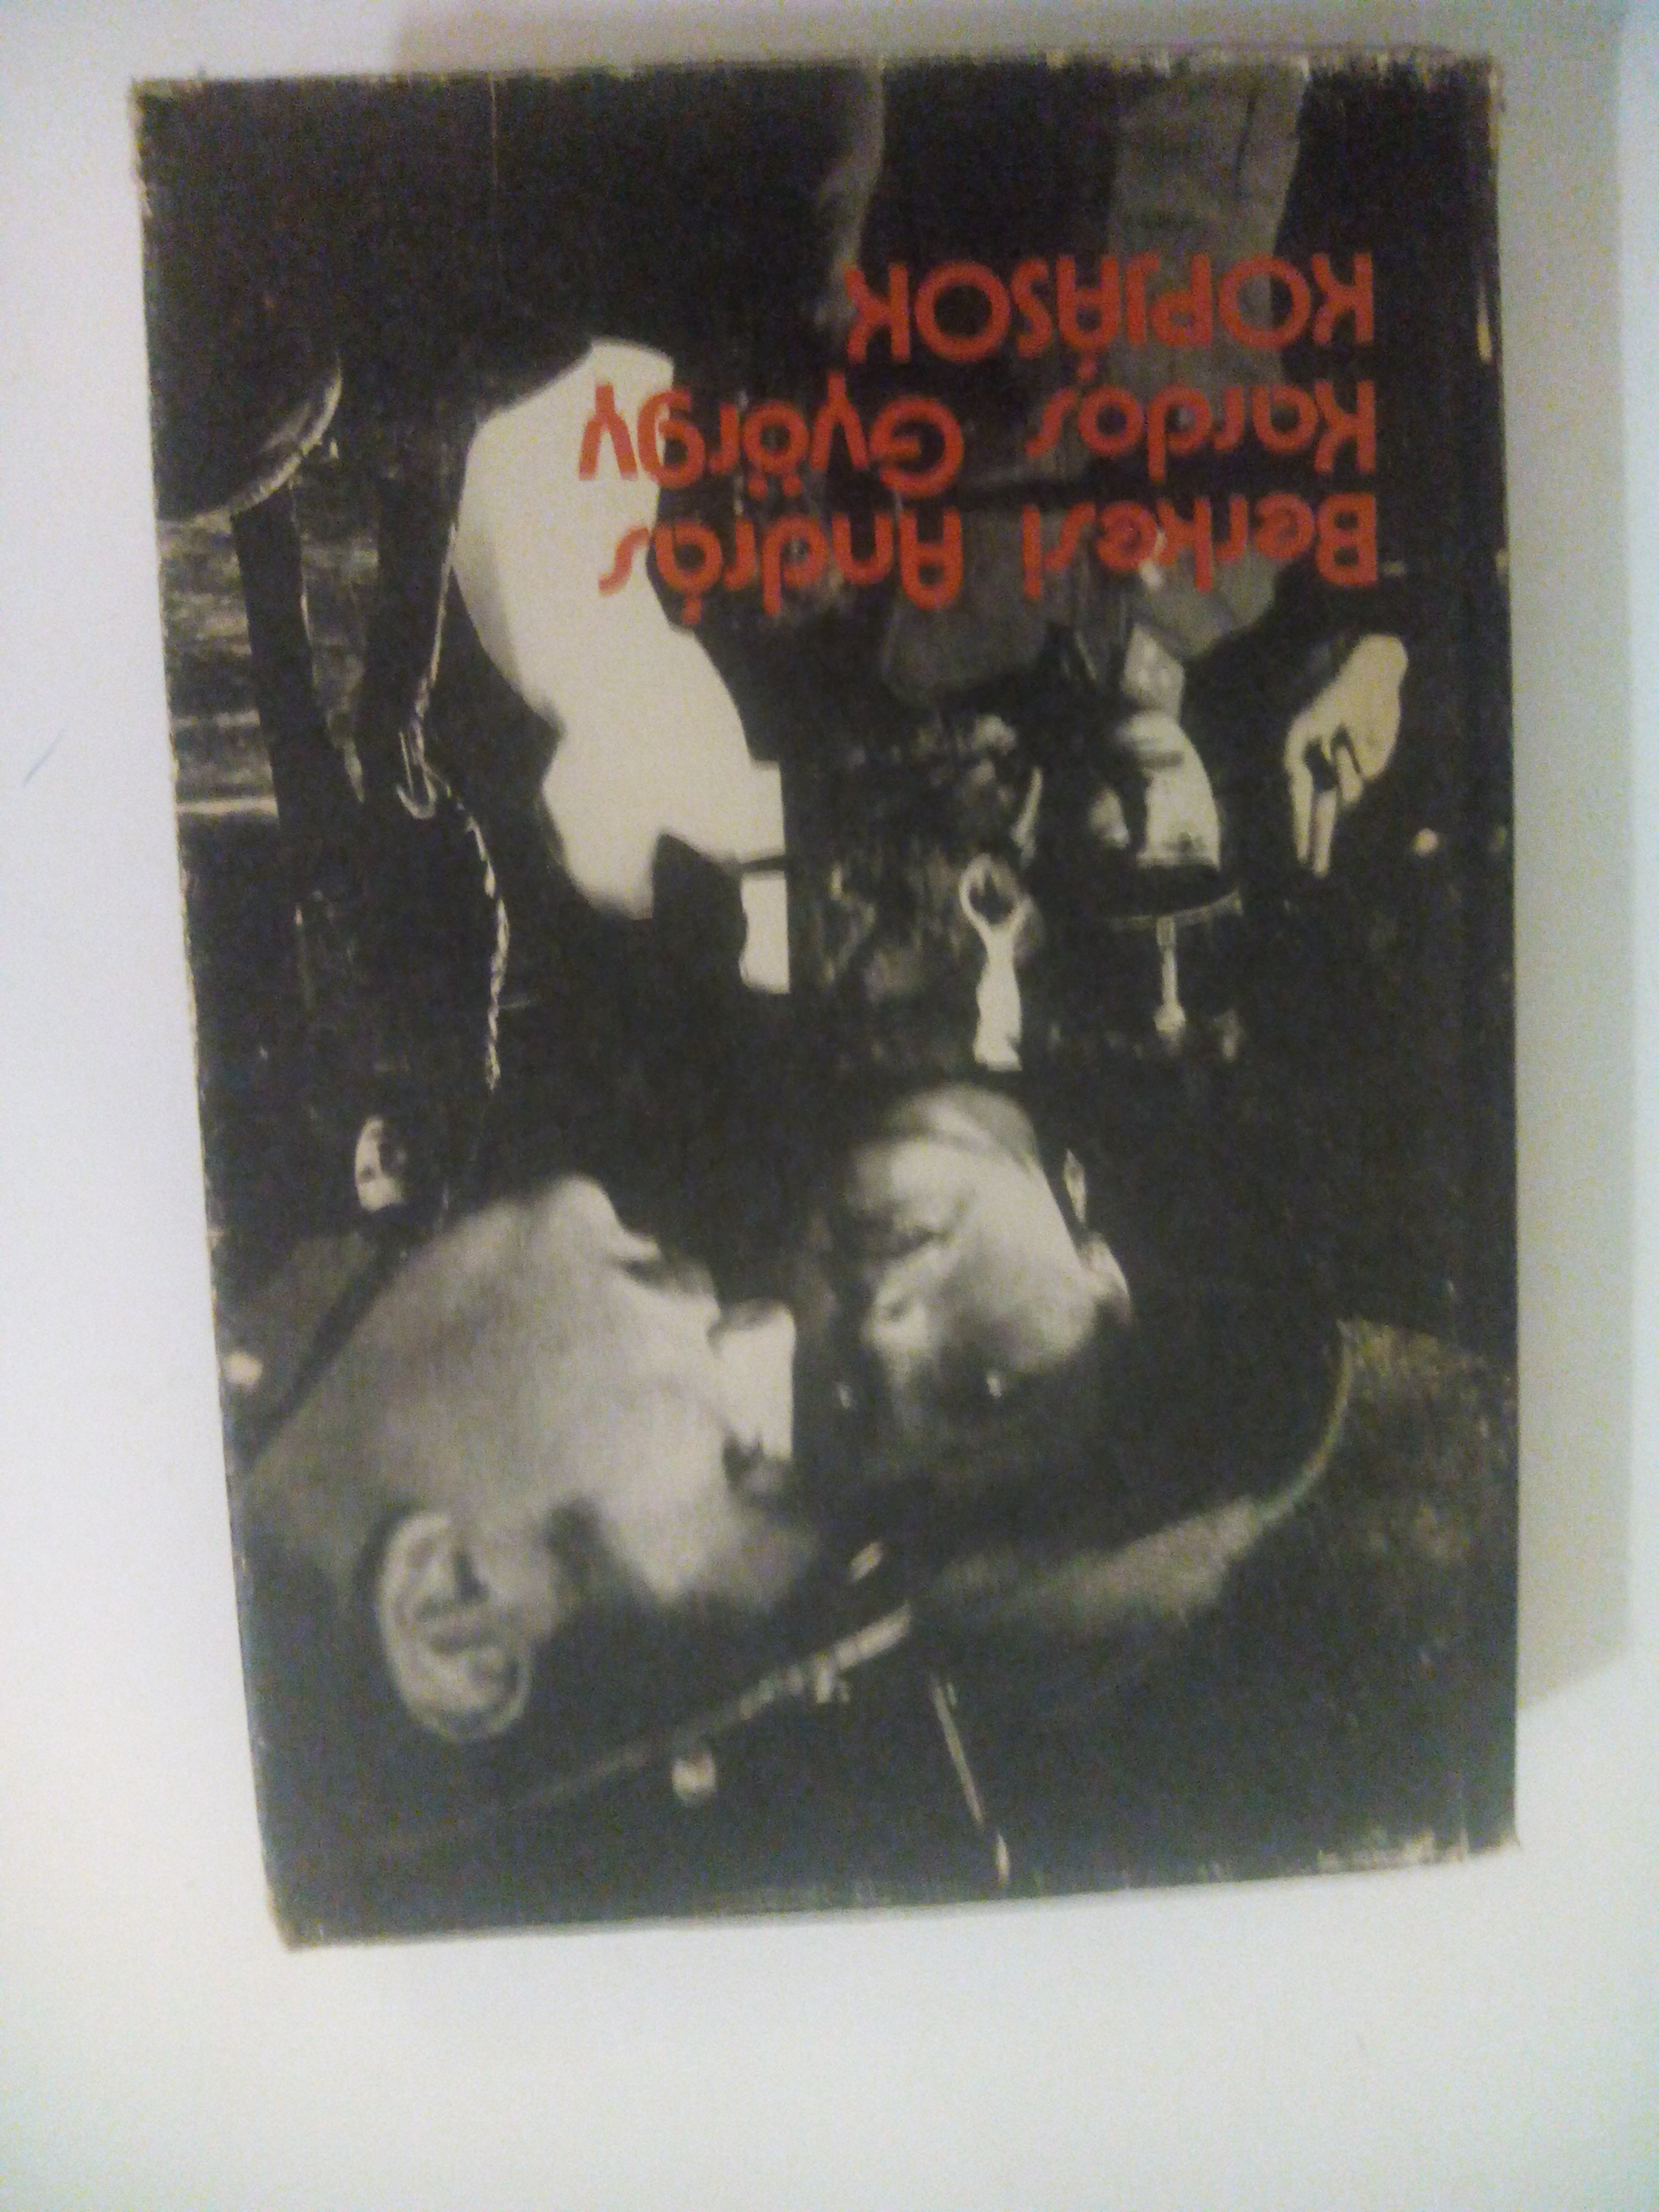 Berkesi András
Kardos György
KOPJÁSOK